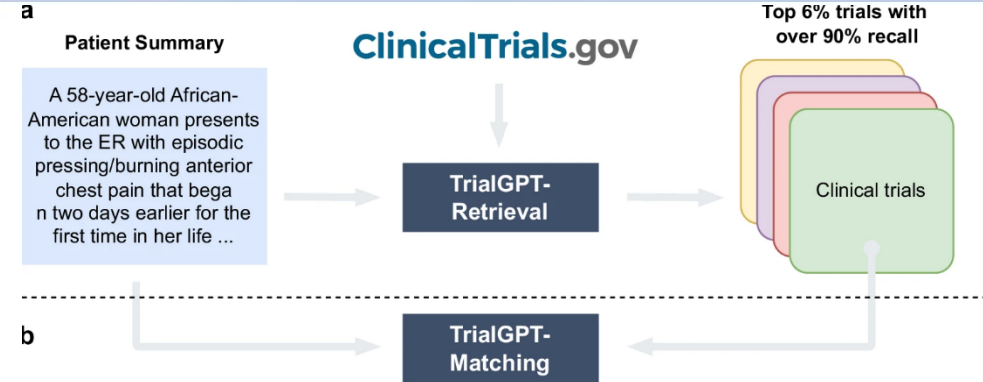 a
Patient Summary
ClinicalTrials.gov
Top 6% trials with
over 90% recall
A 58-year-old African-
American woman presents
to the ER with episodic
pressing/burning anterior
chest pain that bega
n two days earlier for the
first time in her life ...
TrialGPT-
Retrieval
Clinical trials
b
TrialGPT-
Matching